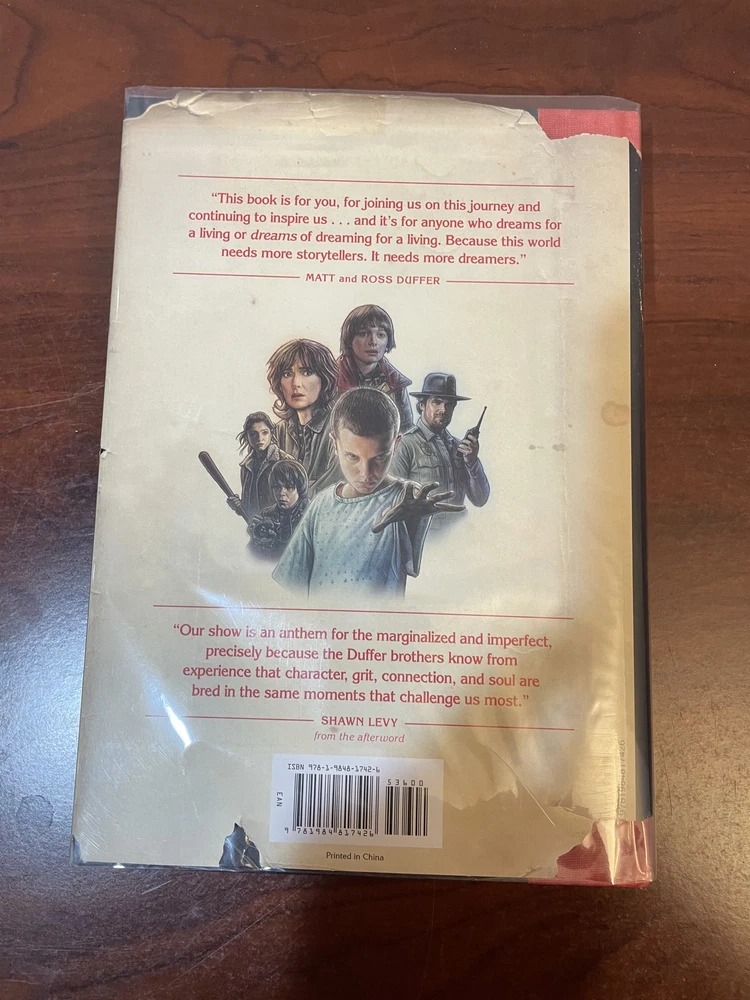 “This book is for you, for joining us on this journey and
continuing to inspire us . . . and it’s for anyone who dreams for
a living or dreams of dreaming for a living. Because this world
needs more storytellers. It needs more dreamers.”
MATT and ROSS DUFFER
“Our show is an anthem for the marginalized and imperfect,
precisely because the Duffer brothers know from
experience that character, grit, connection, and soul are
bred in the same moments that challenge us most.”
SHAWN LEVY
from the afterword
ISBN 978-1-9848-1742-6
53600
EAN
9 781984 817426
Printed in China
9781984817426